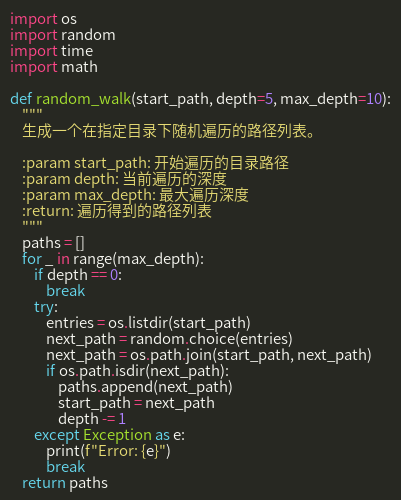 import os
import random
import time
import math

def random_walk(start_path, depth=5, max_depth=10):
    """
    生成一个在指定目录下随机遍历的路径列表。

    :param start_path: 开始遍历的目录路径
    :param depth: 当前遍历的深度
    :param max_depth: 最大遍历深度
    :return: 遍历得到的路径列表
    """
    paths = []
    for _ in range(max_depth):
        if depth == 0:
            break
        try:
            entries = os.listdir(start_path)
            next_path = random.choice(entries)
            next_path = os.path.join(start_path, next_path)
            if os.path.isdir(next_path):
                paths.append(next_path)
                start_path = next_path
                depth -= 1
        except Exception as e:
            print(f"Error: {e}")
            break
    return paths